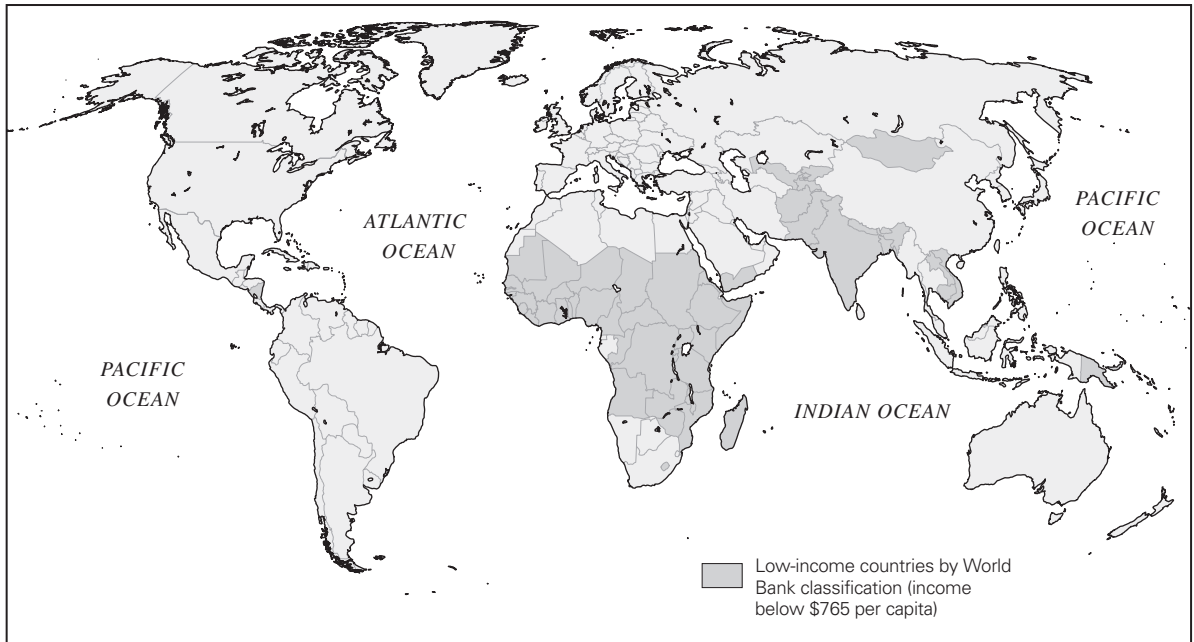 ATLANTIC
OCEAN
PACIFIC
OCEAN
PACIFIC
OCEAN
INDIAN OCEAN
Low-income countries by World
Bank classification (income
below $765 per capita)